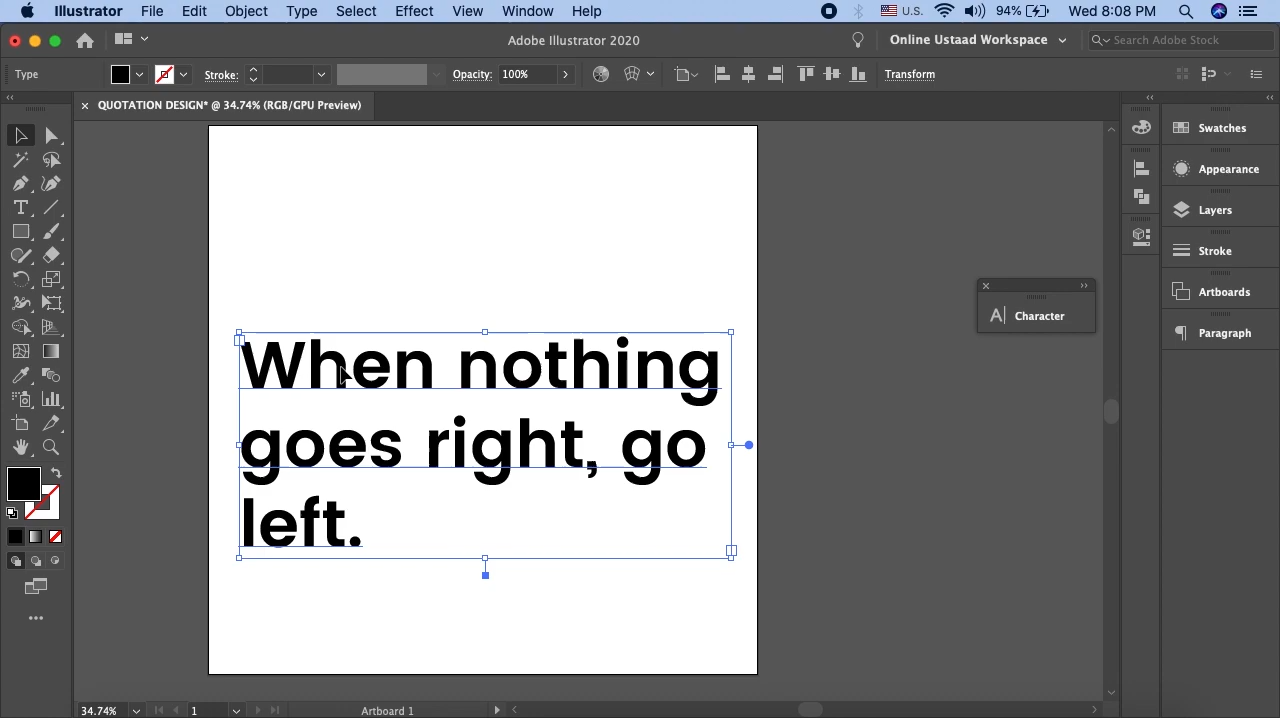 Illustrator File Edit Object Type Select Effect View Window Help U.S. 94% Wed 8:08 PM
Adobe Illustrator 2020 Online Ustaad Workspace Search Adobe Stock
Type Stroke: Opacity: 100% Transform
× QUOTATION DESIGN* @ 34.74% (RGB/GPU Preview)
Swatches
Appearance
Layers
Stroke
Artboards
Character
Paragraph
When nothing
goes right, go
left.
34.74% 1 Artboard 1